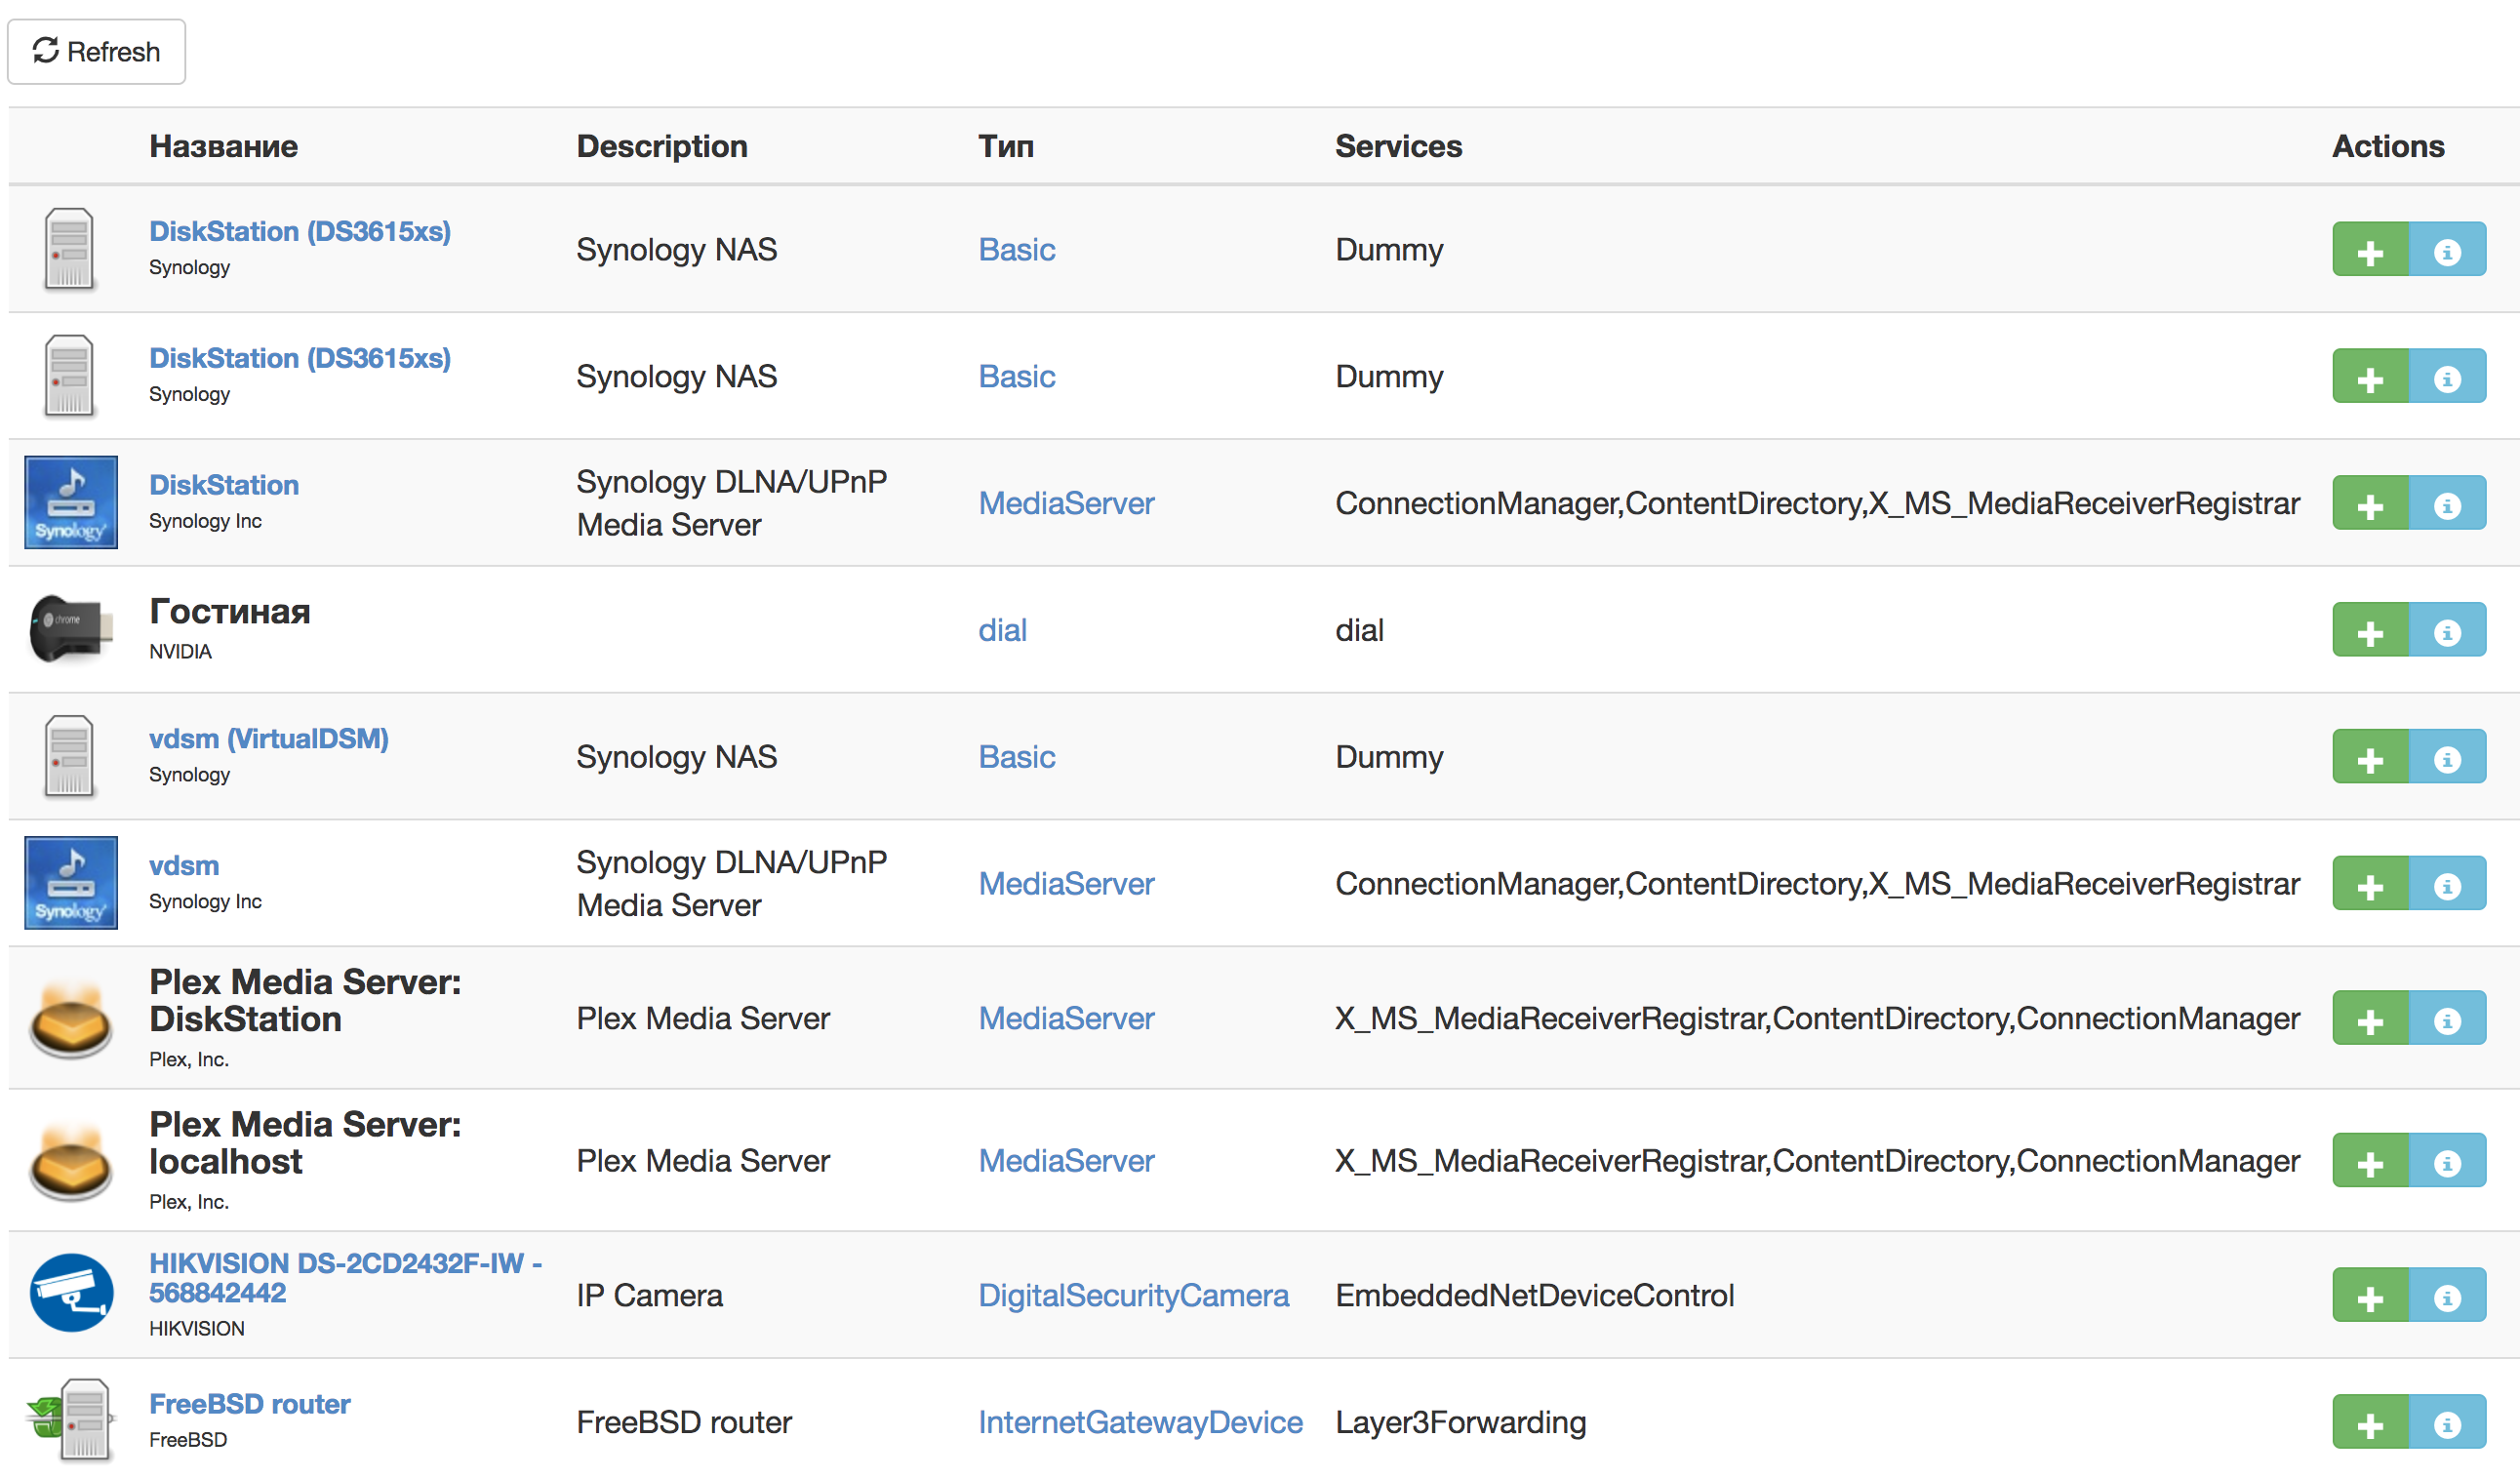 Refresh
Название Description Тип Services Actions
DiskStation (DS3615xs)
Synology
Synology NAS Basic Dummy
DiskStation (DS3615xs)
Synology
Synology NAS Basic Dummy
Synology
DiskStation
Synology Inc
Synology DLNA/UPnP
Media Server
MediaServer ConnectionManager,ContentDirectory,X_MS_MediaReceiverRegistrar
chrome
Гостиная
NVIDIA
dial dial
vdsm (VirtualDSM)
Synology
Synology NAS Basic Dummy
Synology
vdsm
Synology Inc
Synology DLNA/UPnP
Media Server
MediaServer ConnectionManager,ContentDirectory,X_MS_MediaReceiverRegistrar
Plex Media Server:
DiskStation
Plex, Inc.
Plex Media Server MediaServer X_MS_MediaReceiverRegistrar,ContentDirectory,ConnectionManager
Plex Media Server:
localhost
Plex, Inc.
Plex Media Server MediaServer X_MS_MediaReceiverRegistrar,ContentDirectory,ConnectionManager
HIKVISION DS-2CD2432F-IW -
568842442
HIKVISION
IP Camera DigitalSecurityCamera EmbeddedNetDeviceControl
FreeBSD router
FreeBSD
FreeBSD router InternetGatewayDevice Layer3Forwarding